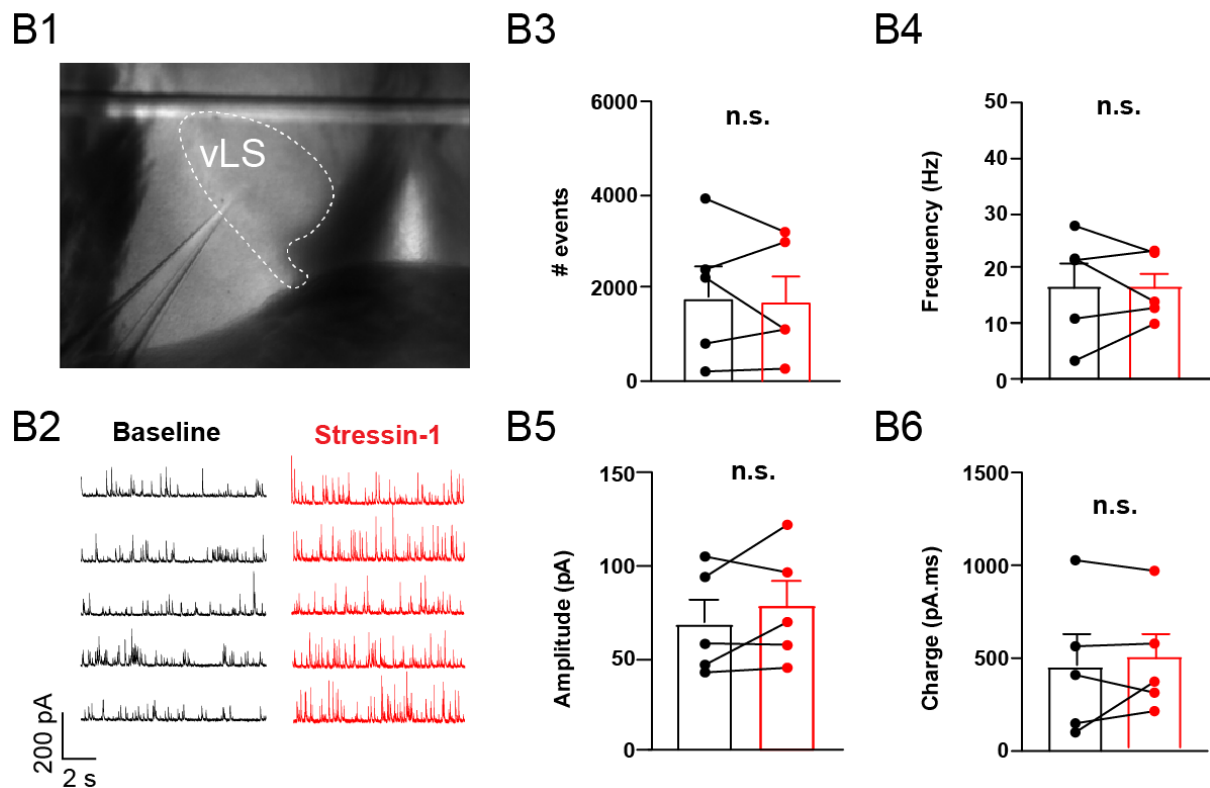 B1
vLS
B2
Baseline
Stressin-1
200 pA
2 s
B3
n.s.
# events
6000
4000
2000
0
B4
n.s.
Frequency (Hz)
50
40
30
20
10
0
B5
n.s.
Amplitude (pA)
150
100
50
0
B6
n.s.
Charge (pA.ms)
1500
1000
500
0